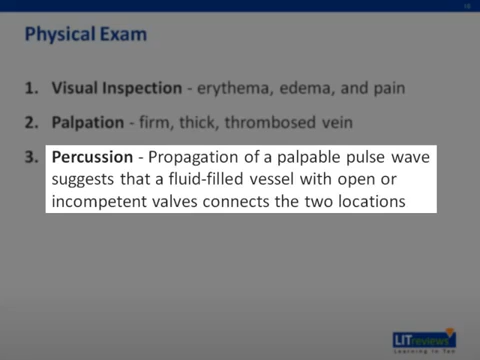 Physical Exam
1. Visual Inspection - erythema, edema, and pain
2. Palpation - firm, thick, thrombosed vein
3. Percussion - Propagation of a palpable pulse wave
suggests that a fluid-filled vessel with open or
incompetent valves connects the two locations
LITreviews
Learning in Ten